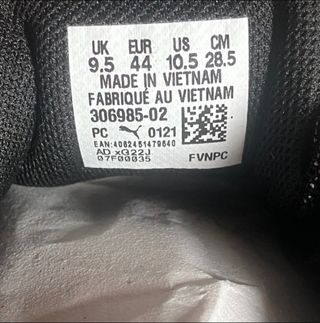 UK EUR US CM
9.5 44 10.5 28.5
MADE IN VIETNAM
FABRIQUÉ AU VIETNAM
306985-02
PC 0121
EAN:4062451479640
AD xG22J
07F00035 FVNPC